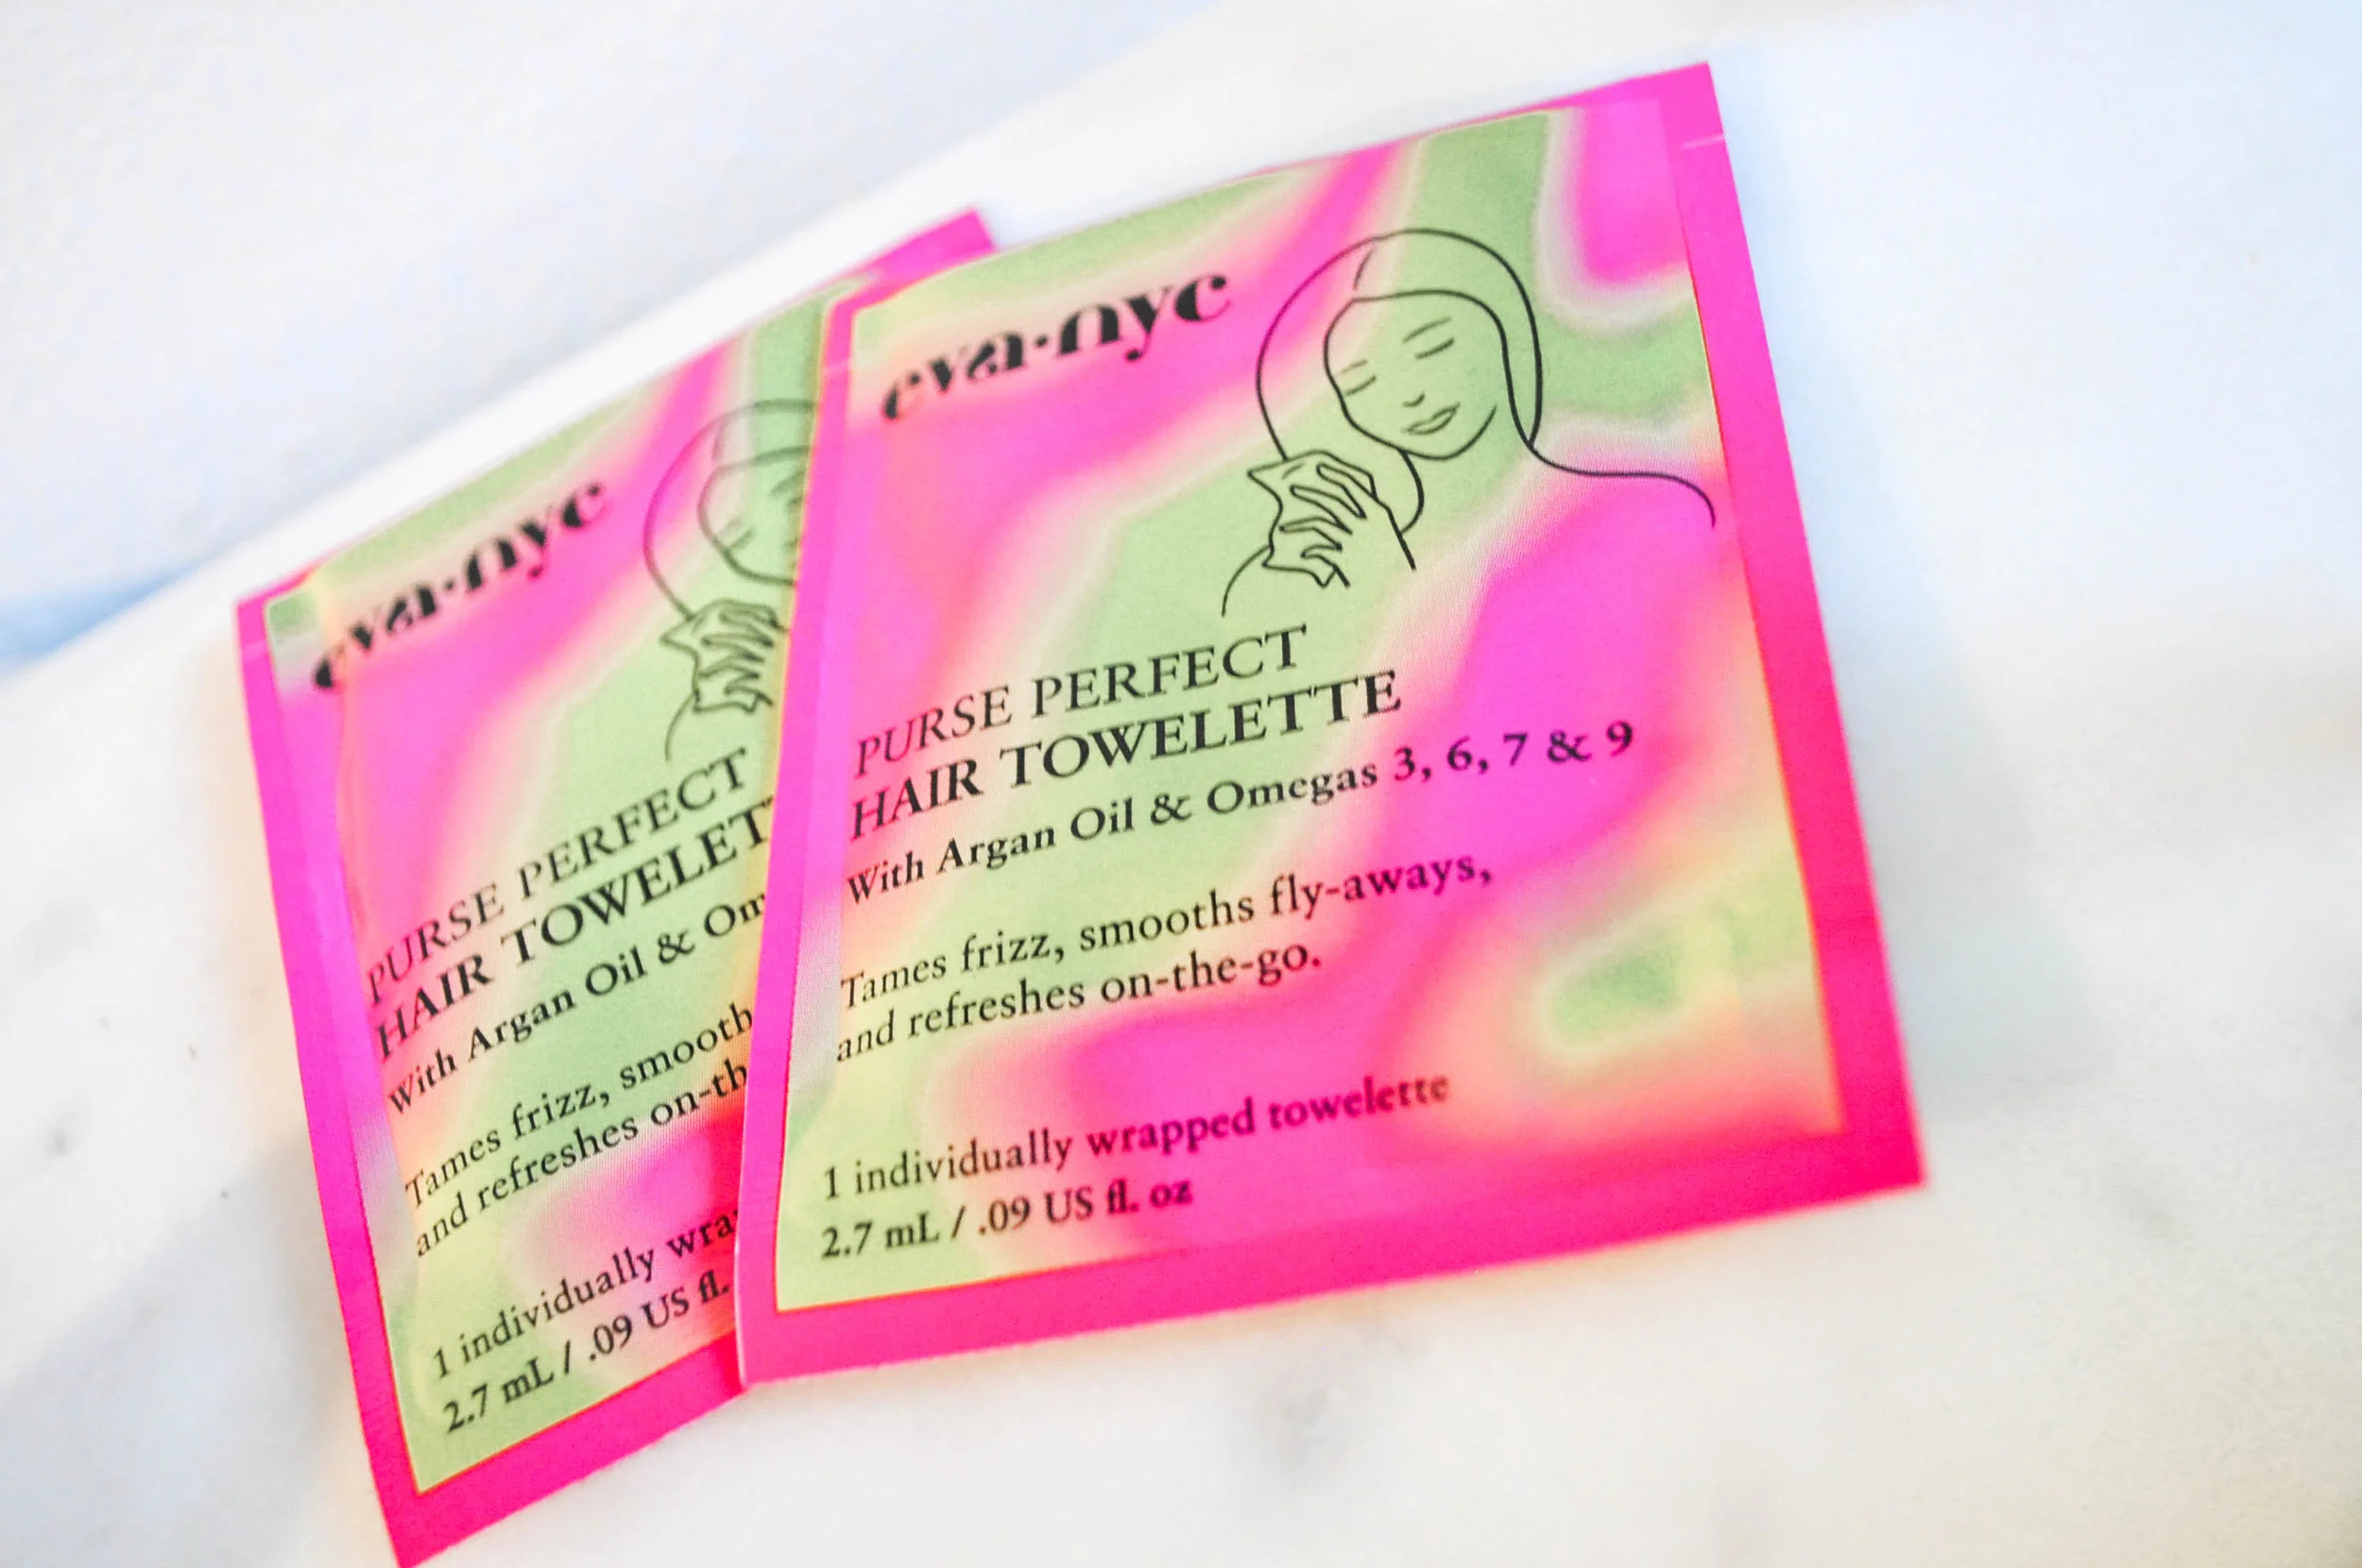 eva·nyc
PURSE PERFECT
HAIR TOWELETTE
With Argan Oil & Om
Tames frizz, smooth
and refreshes on-th
1 individually wra
2.7 mL / .09 US fl.
eva·nyc
PURSE PERFECT
HAIR TOWELETTE
With Argan Oil & Omegas 3, 6, 7 & 9
Tames frizz, smooths fly-aways,
and refreshes on-the-go.
1 individually wrapped towelette
2.7 mL / .09 US fl. oz